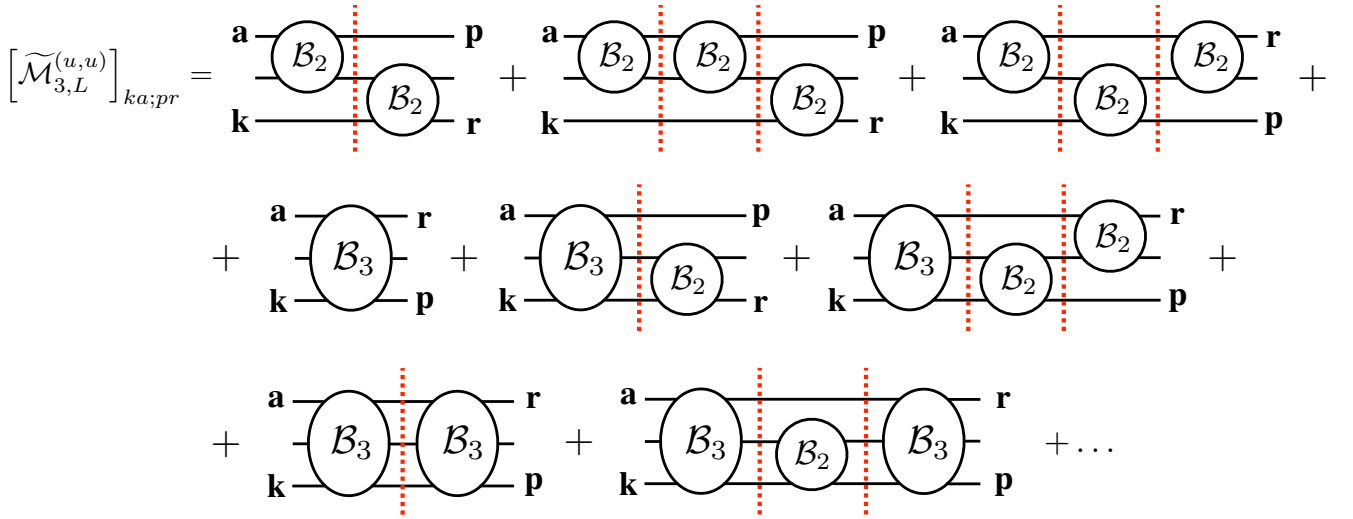 [M̃₃,L^(u,u)]ka;pr = a k B₂ B₂ p r + a k B₂ B₂ B₂ p r + a k B₂ B₂ B₂ r p +
+ a k B₃ r p + a k B₃ B₂ p r + a k B₃ B₂ B₂ r p +
+ a k B₃ B₃ r p + a k B₃ B₂ B₃ r p + ...